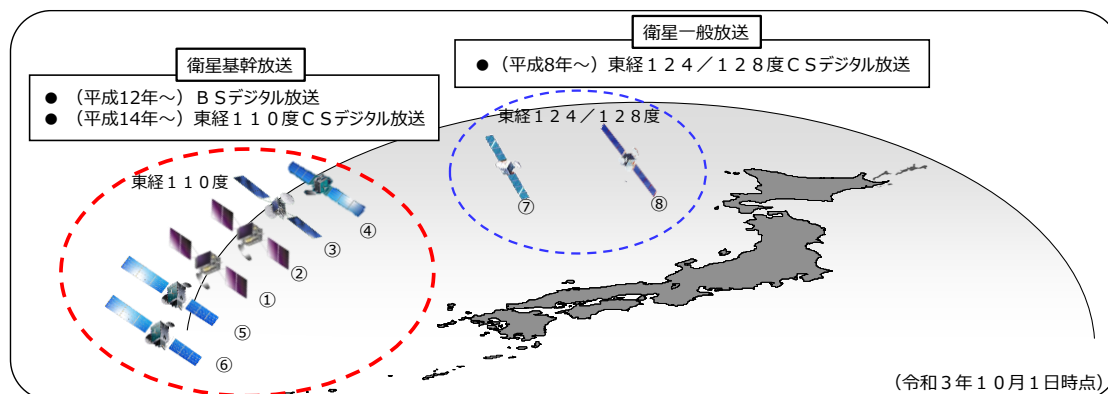 衛星基幹放送
● （平成12年～）ＢＳデジタル放送
● （平成14年～）東経１１０度ＣＳデジタル放送
衛星一般放送
● （平成8年～）東経１２４／１２８度ＣＳデジタル放送
東経１１０度
東経１２４／１２８度
①
②
③
④
⑤
⑥
⑦
⑧
（令和３年１０月１日時点）